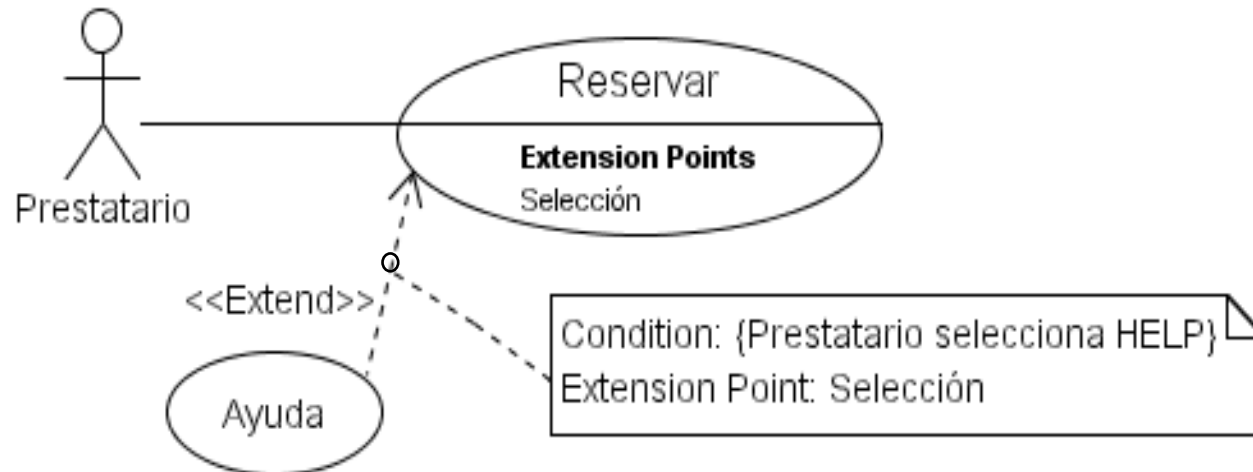 Reservar
Extension Points
Selección
Prestatario
<<Extend>>
Condition: {Prestatario selecciona HELP}
Extension Point: Selección
Ayuda